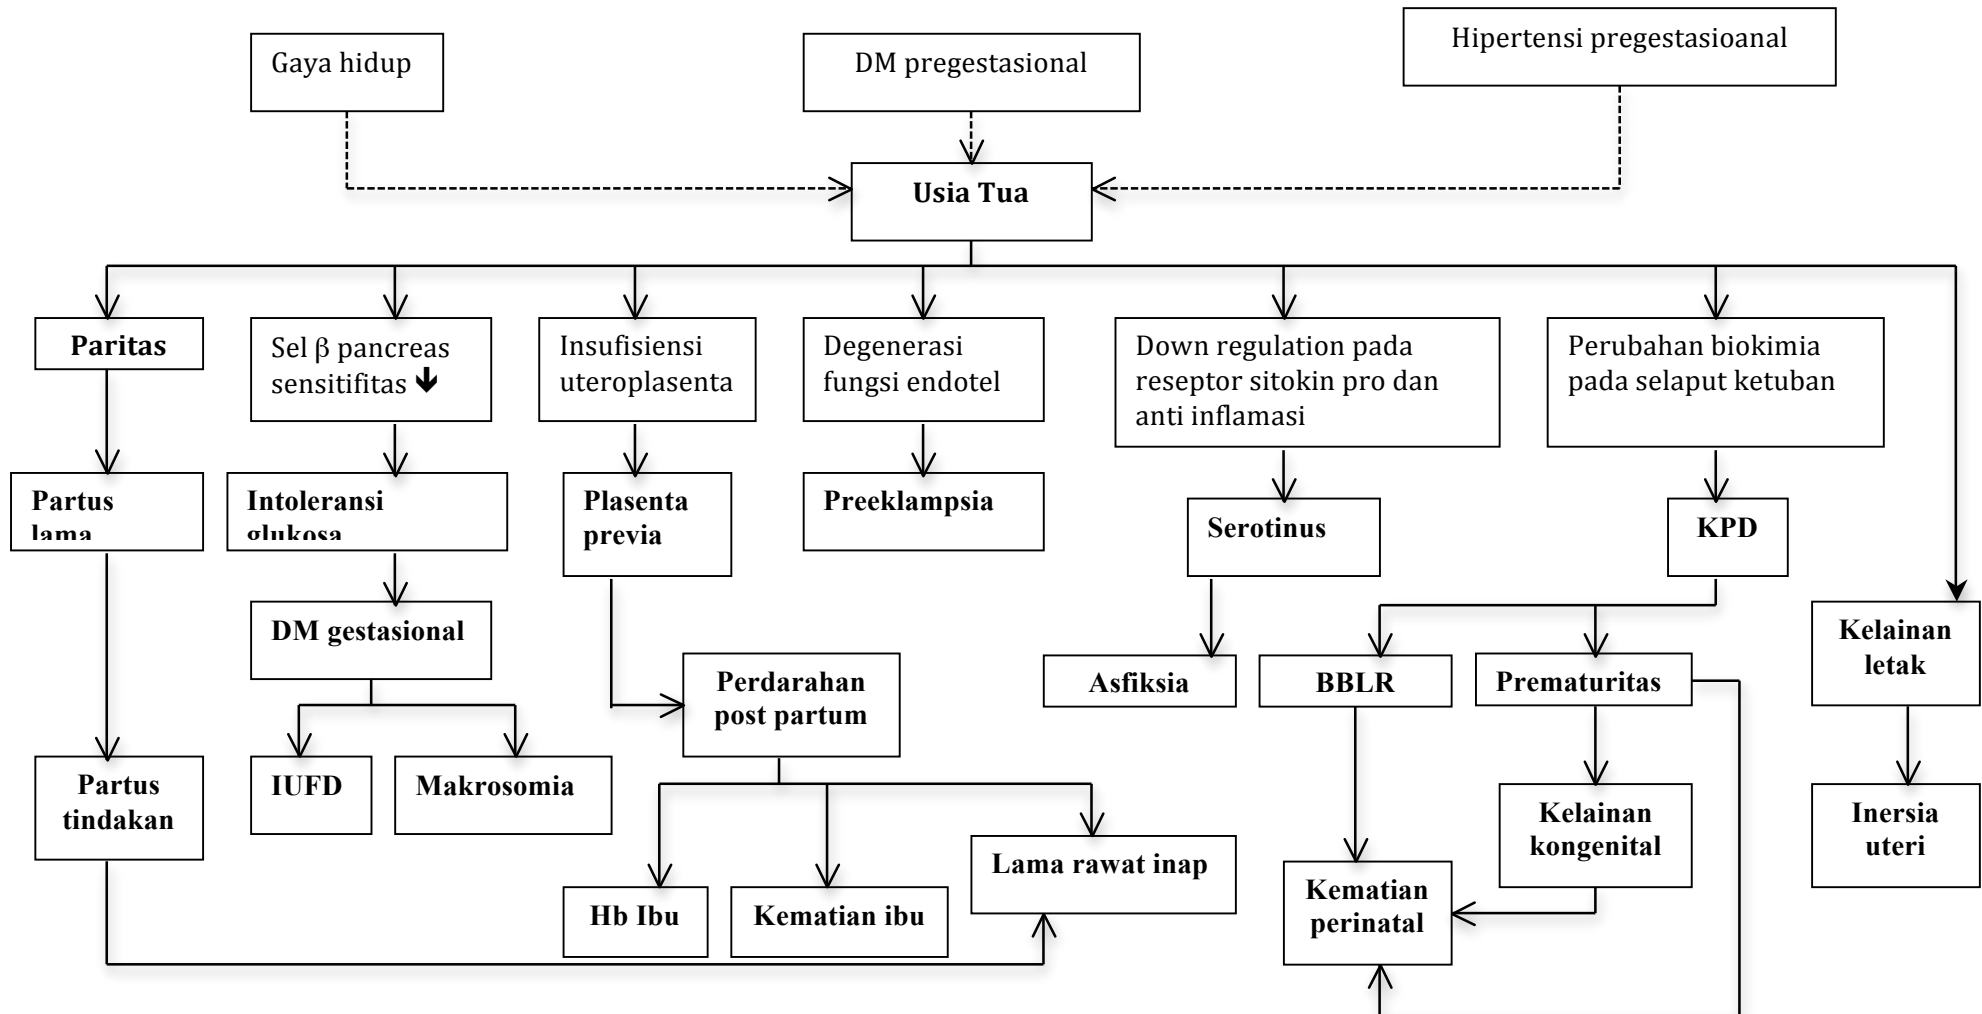 Gaya hidup
DM pregestasional
Hipertensi pregestasioanal
Usia Tua
Paritas
Sel β pancreas
sensitifitas 🡻
Insufisiensi
uteroplasenta
Degenerasi
fungsi endotel
Down regulation pada
reseptor sitokin pro dan
anti inflamasi
Perubahan biokimia
pada selaput ketuban
Partus
lama
Intoleransi
glukosa
Plasenta
previa
Preeklampsia
Serotinus
KPD
DM gestasional
Kelainan
letak
Perdarahan
post partum
Asfiksia
BBLR
Prematuritas
Partus
tindakan
IUFD
Makrosomia
Kelainan
kongenital
Inersia
uteri
Lama rawat inap
Hb Ibu
Kematian ibu
Kematian
perinatal